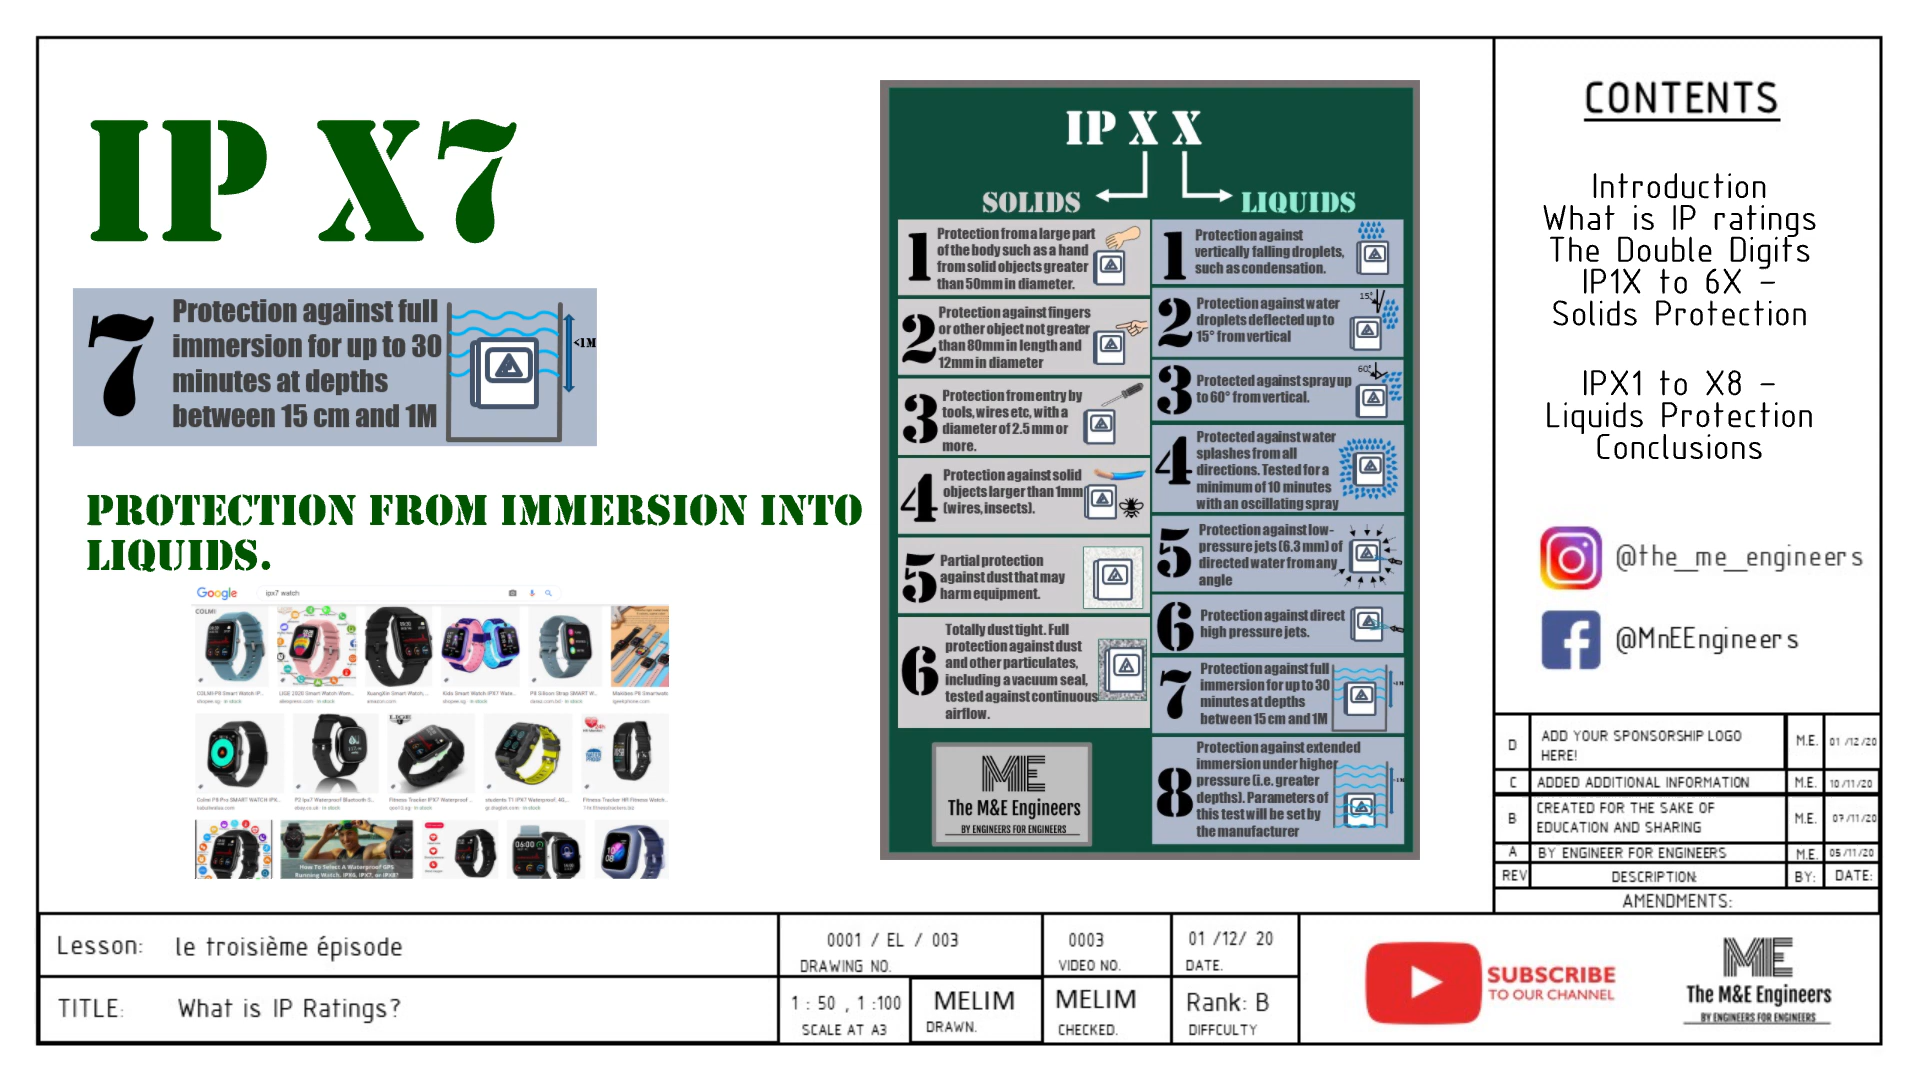 IP X7
7
Protection against full
immersion for up to 30
minutes at depths
between 15 cm and 1M
<1M
PROTECTION FROM IMMERSION INTO
LIQUIDS.
Google
ipx7 watch
How To Select A Waterproof GPS
Running Watch. IPX6, IPX7, or IPX8?
IP X X
SOLIDS
LIQUIDS
1
Protection from a large part
of the body such as a hand
from solid objects greater
than 50mm in diameter.
2
Protection against fingers
or other object not greater
than 80mm in length and
12mm in diameter
3
Protection from entry by
tools, wires etc, with a
diameter of 2.5 mm or
more.
4
Protection against solid
objects larger than 1mm
(wires, insects).
5
Partial protection
against dust that may
harm equipment.
6
Totally dust tight. Full
protection against dust
and other particulates,
including a vacuum seal,
tested against continuous
airflow.
ME
The M&E Engineers
BY ENGINEERS FOR ENGINEERS
1
Protection against
vertically falling droplets,
such as condensation.
2
Protection against water
droplets deflected up to
15° from vertical
15°
3
Protected against spray up
to 60° from vertical.
60°
4
Protected against water
splashes from all
directions. Tested for a
minimum of 10 minutes
with an oscillating spray
5
Protection against low-
pressure jets (6.3 mm) of
directed water from any
angle
6
Protection against direct
high pressure jets.
7
Protection against full
immersion for up to 30
minutes at depths
between 15 cm and 1M
8
Protection against extended
immersion under higher
pressure (i.e. greater
depths). Parameters of
this test will be set by
the manufacturer
CONTENTS
Introduction
What is IP ratings
The Double Digits
IP1X to 6X -
Solids Protection
IPX1 to X8 -
Liquids Protection
Conclusions
@the_me_engineers
@MnEEngineers
D ADD YOUR SPONSORSHIP LOGO HERE! M.E. 01 /12 /20
C ADDED ADDITIONAL INFORMATION M.E. 10 /11 /20
B CREATED FOR THE SAKE OF EDUCATION AND SHARING M.E. 07 /11 /20
A BY ENGINEER FOR ENGINEERS M.E. 05 /11 /20
REV DESCRIPTION: BY: DATE:
AMENDMENTS:
Lesson: le troisième épisode
TITLE: What is IP Ratings?
0001 / EL / 003
DRAWING NO.
0003
VIDEO NO.
01 /12/ 20
DATE.
1 : 50 , 1 :100
SCALE AT A3
MELIM
DRAWN.
MELIM
CHECKED.
Rank: B
DIFFCULTY
SUBSCRIBE
TO OUR CHANNEL
ME
The M&E Engineers
BY ENGINEERS FOR ENGINEERS